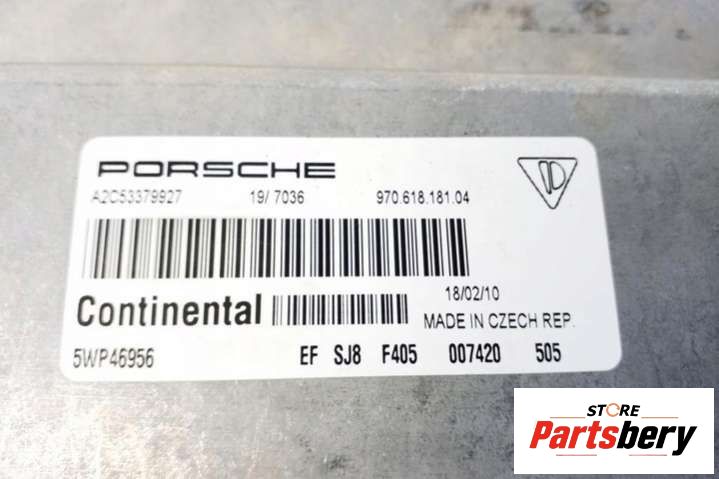 PORSCHE
A2C53379927 19/ 7036 970.618.181.04
Continental 18/02/10
MADE IN CZECH REP.
5WP46956 EF SJ8 F405 007420 505
STORE
Partsbery